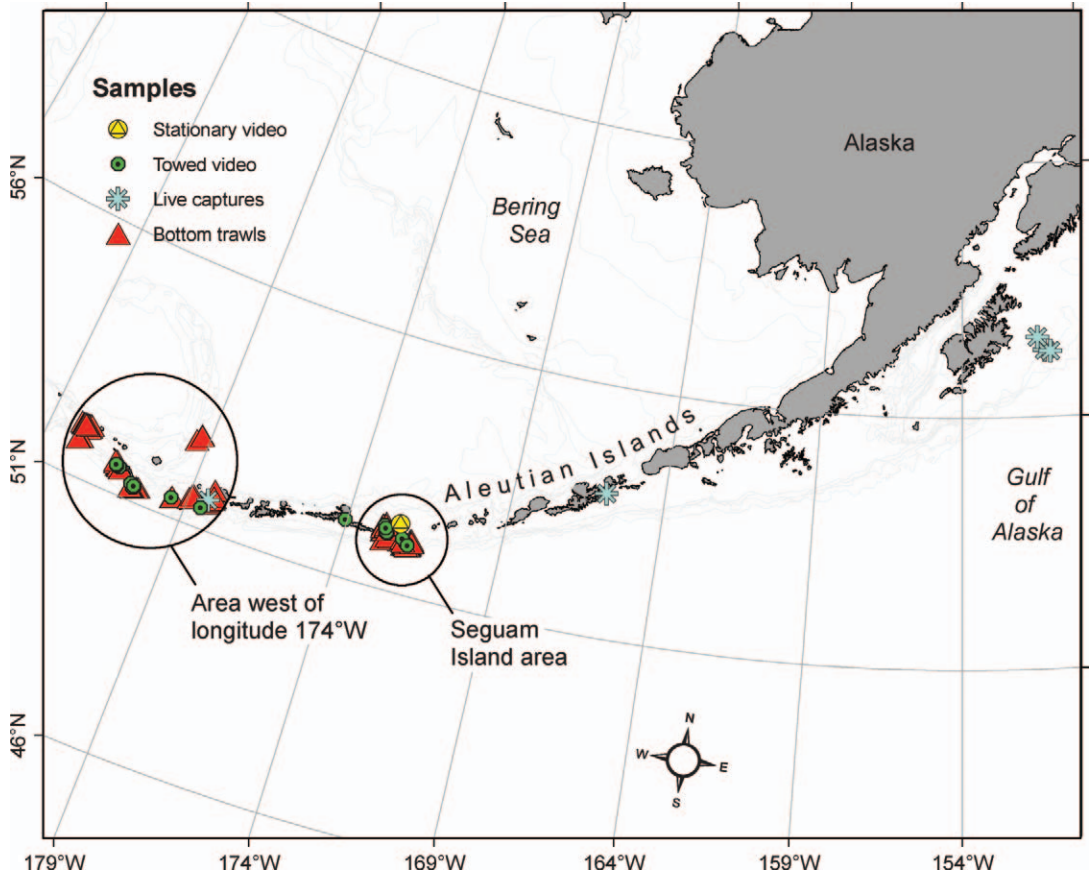 Samples
Stationary video
Towed video
Live captures
Bottom trawls
Alaska
Bering
Sea
Aleutian Islands
Gulf
of
Alaska
Area west of
longitude 174°W
Seguam
Island area
N
W
E
S
56°N
51°N
46°N
179°W
174°W
169°W
164°W
159°W
154°W